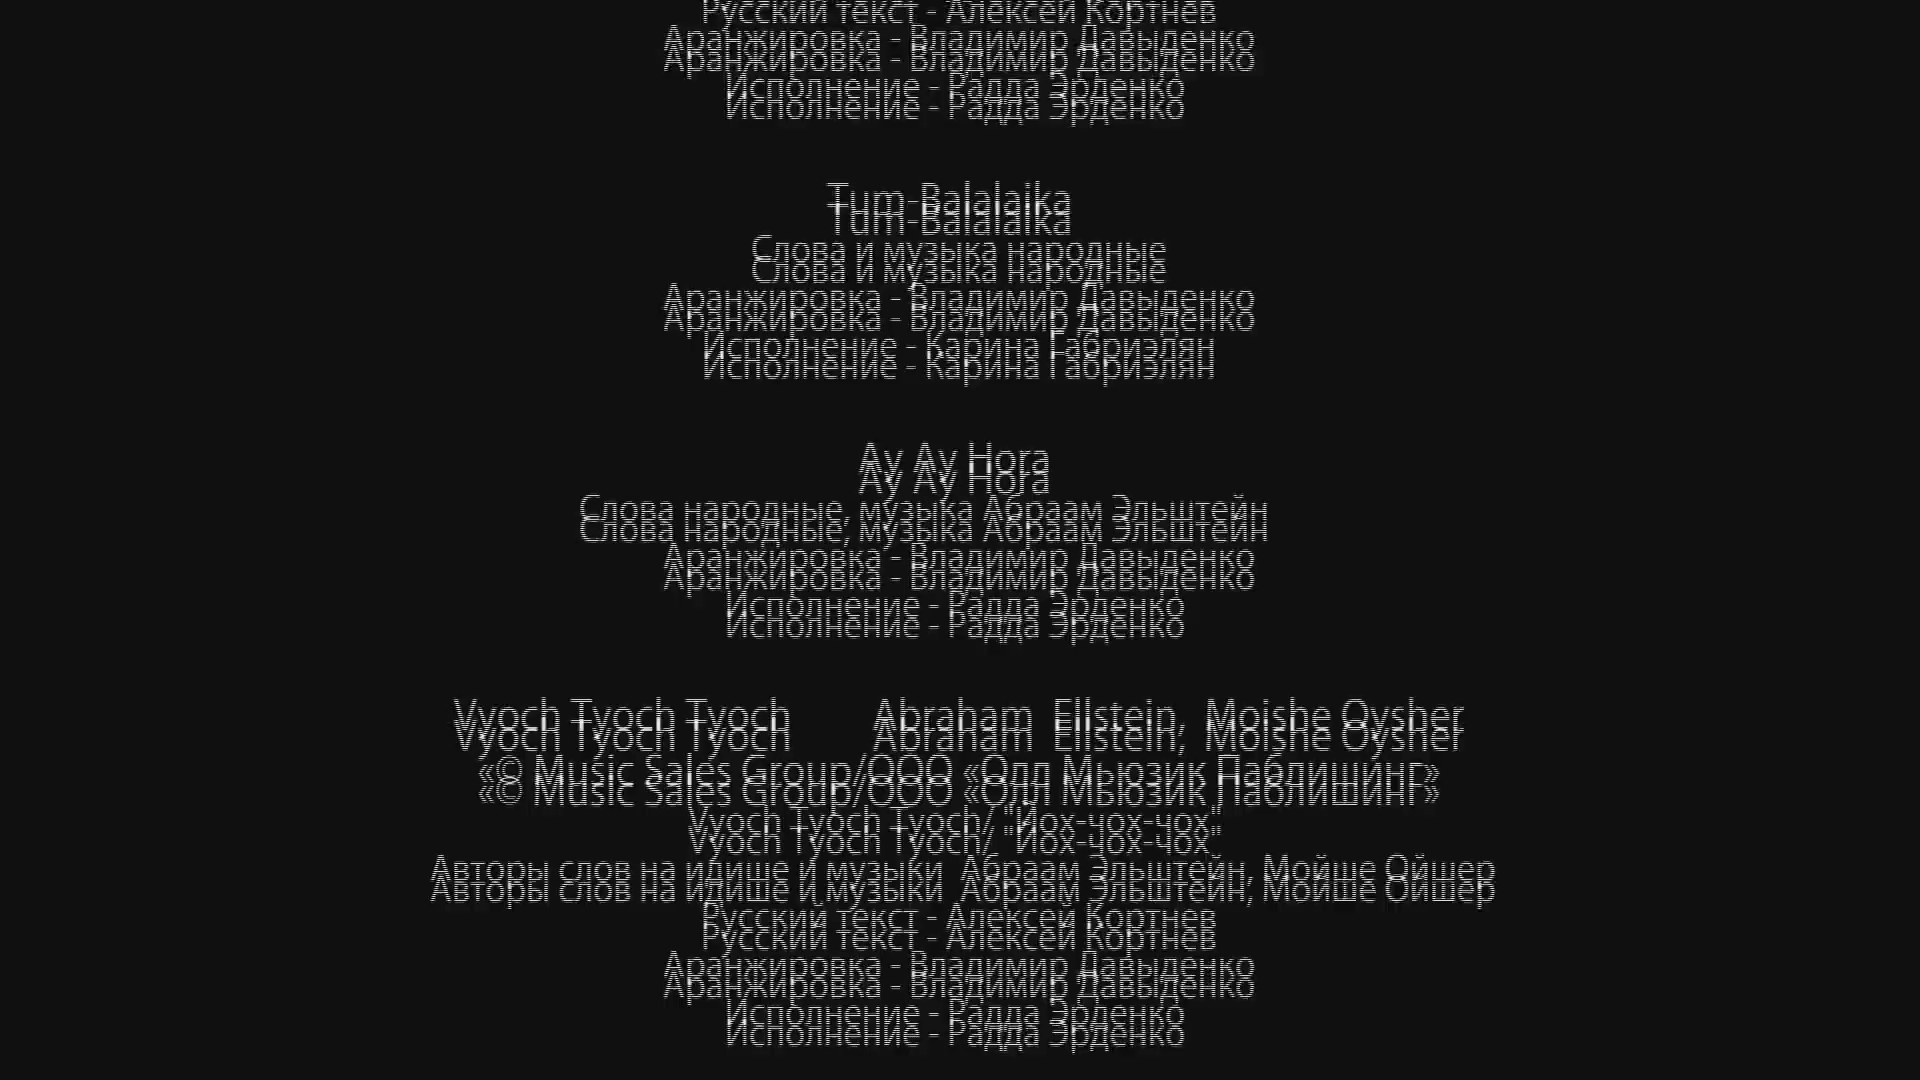 Русский текст - Алексей Кортнев
Аранжировка - Владимир Давыденко
Исполнение - Радда Эрденко
Tum-Balalaika
Слова и музыка народные
Аранжировка - Владимир Давыденко
Исполнение - Карина Габриэлян
Ay Ay Hora
Слова народные, музыка Абраам Эльштейн
Аранжировка - Владимир Давыденко
Исполнение - Радда Эрденко
Vyoch Tyoch Tyoch Abraham Ellstein, Moishe Oysher
«© Music Sales Group/ООО «Олл Мьюзик Паблишинг»
Vyoch Tyoch Tyoch/ "Йох-чох-чох"
Авторы слов на идише и музыки Абраам Эльштейн, Мойше Ойшер
Русский текст - Алексей Кортнев
Аранжировка - Владимир Давыденко
Исполнение - Радда Эрденко